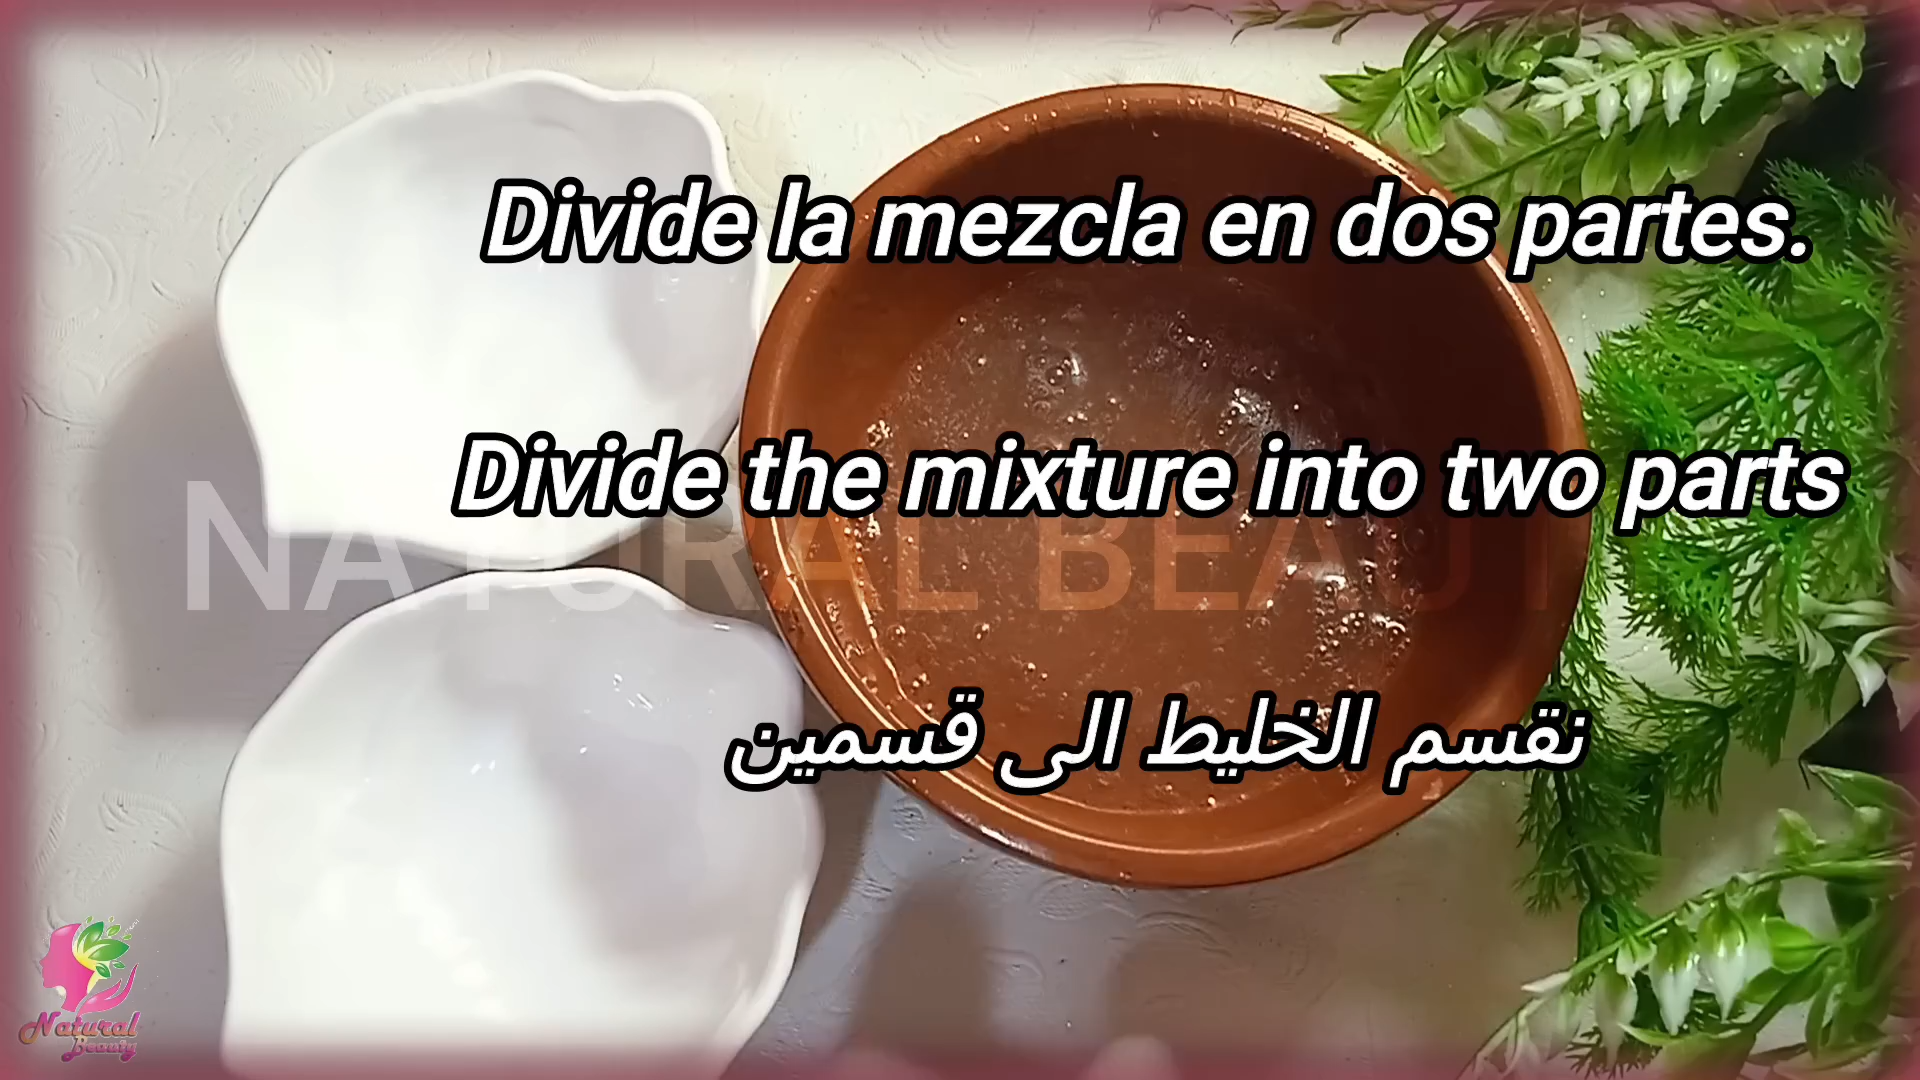 Divide la mezcla en dos partes.
Divide the mixture into two parts
NATURAL BEAUT
نقسم الخليط الى قسمين
Natural
Beauty